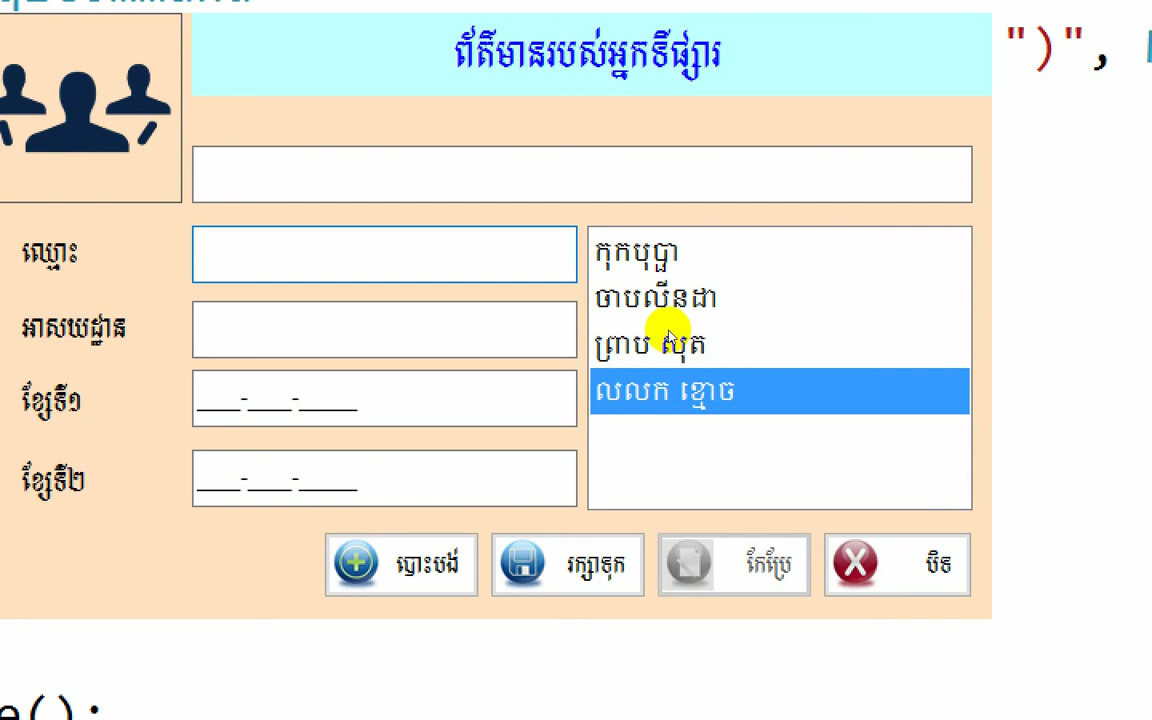 ព័ត៌មានរបស់អ្នកទីផ្សារ
")",
ឈ្មោះ
អាសយដ្ឋាន
ខ្សែទី១
___-___-____
ខ្សែទី២
___-___-____
កុកបុប្ផា
ចាបលីនដា
ព្រាប សុត
លលក ខ្មោច
បោះបង់
រក្សាទុក
កែប្រែ
បិទ
e();